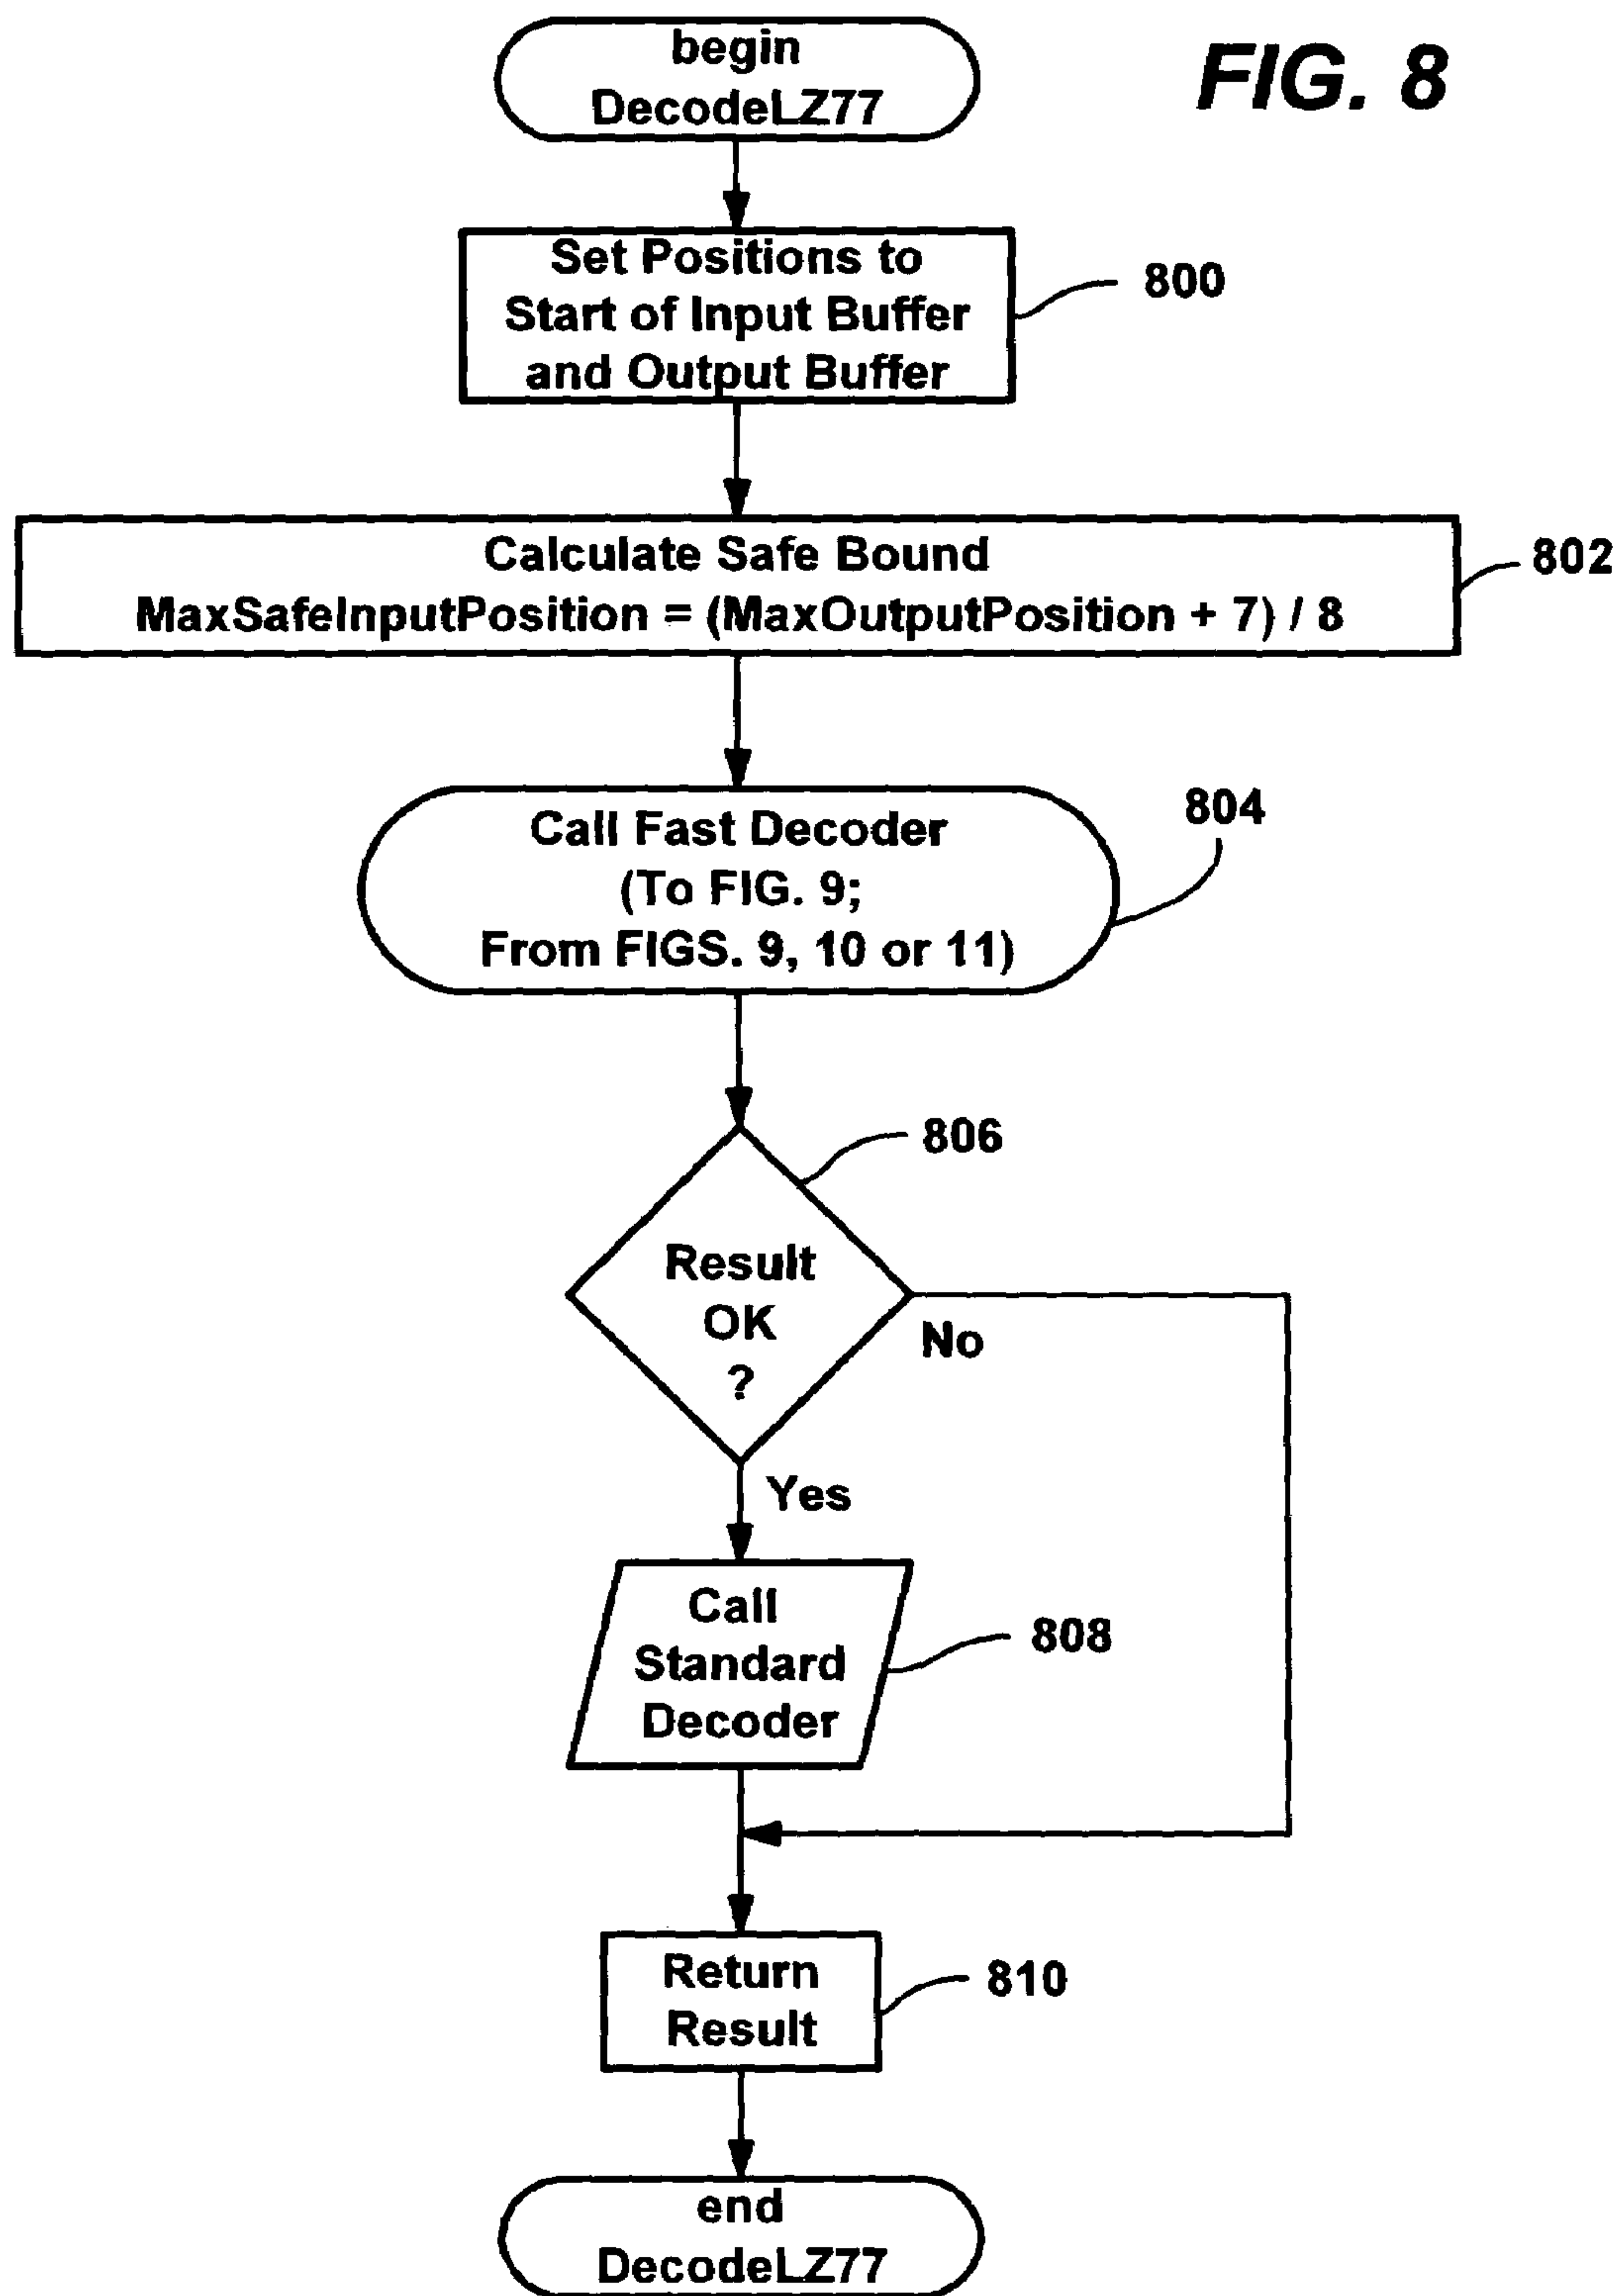 FIG. 8
begin
DecodeLZ77
Set Positions to
Start of Input Buffer
and Output Buffer
800
Calculate Safe Bound
MaxSafeInputPosition = (MaxOutputPosition + 7) / 8
802
Call Fast Decoder
(To FIG. 9;
From FIGS. 9, 10 or 11)
804
Result
OK
?
806
No
Yes
Call
Standard
Decoder
808
Return
Result
810
end
DecodeLZ77